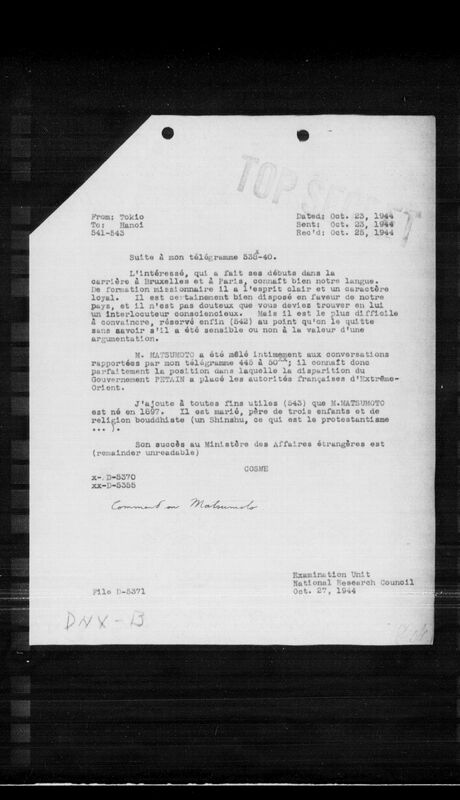 TOP SECRET
From: Tokio Dated: Oct. 23, 1944
To: Hanoi Sent: Oct. 23, 1944
541-543 Rec'd: Oct. 25, 1944
Suite à mon télégramme 538-40.x
L'intéressé, qui a fait ses débuts dans la
carrière à Bruxelles et à Paris, connaît bien notre langue.
De formation missionnaire il a l'esprit clair et un caractère
loyal. Il est certainement bien disposé en faveur de notre
pays, et il n'est pas douteux que vous deviez trouver en lui
un interlocuteur consciencieux. Mais il est le plus difficile
à convaincre, réservé enfin (542) au point qu'on le quitte
sans savoir s'il a été sensible ou non à la valeur d'une
argumentation.
M. MATSUMOTO a été mêlé intimement aux conversations
rapportées par mon télégramme 445 à 50xx; il connaît donc
parfaitement la position dans laquelle la disparition du
Gouvernement PETAIN a placé les autorités françaises d'Extrême-
Orient.
J'ajoute à toutes fins utiles (543) que M.MATSUMOTO
est né en 1897. Il est marié, père de trois enfants et de
religion bouddhiste (un Shinshu, ce qui est le protestantisme
... ).
Son succès au Ministère des Affaires étrangères est
(remainder unreadable)
COSME
x- D-5370
xx-D-5355
Comment on Matsumoto
Examination Unit
National Research Council
File D-5371 Oct. 27, 1944
DNX-B